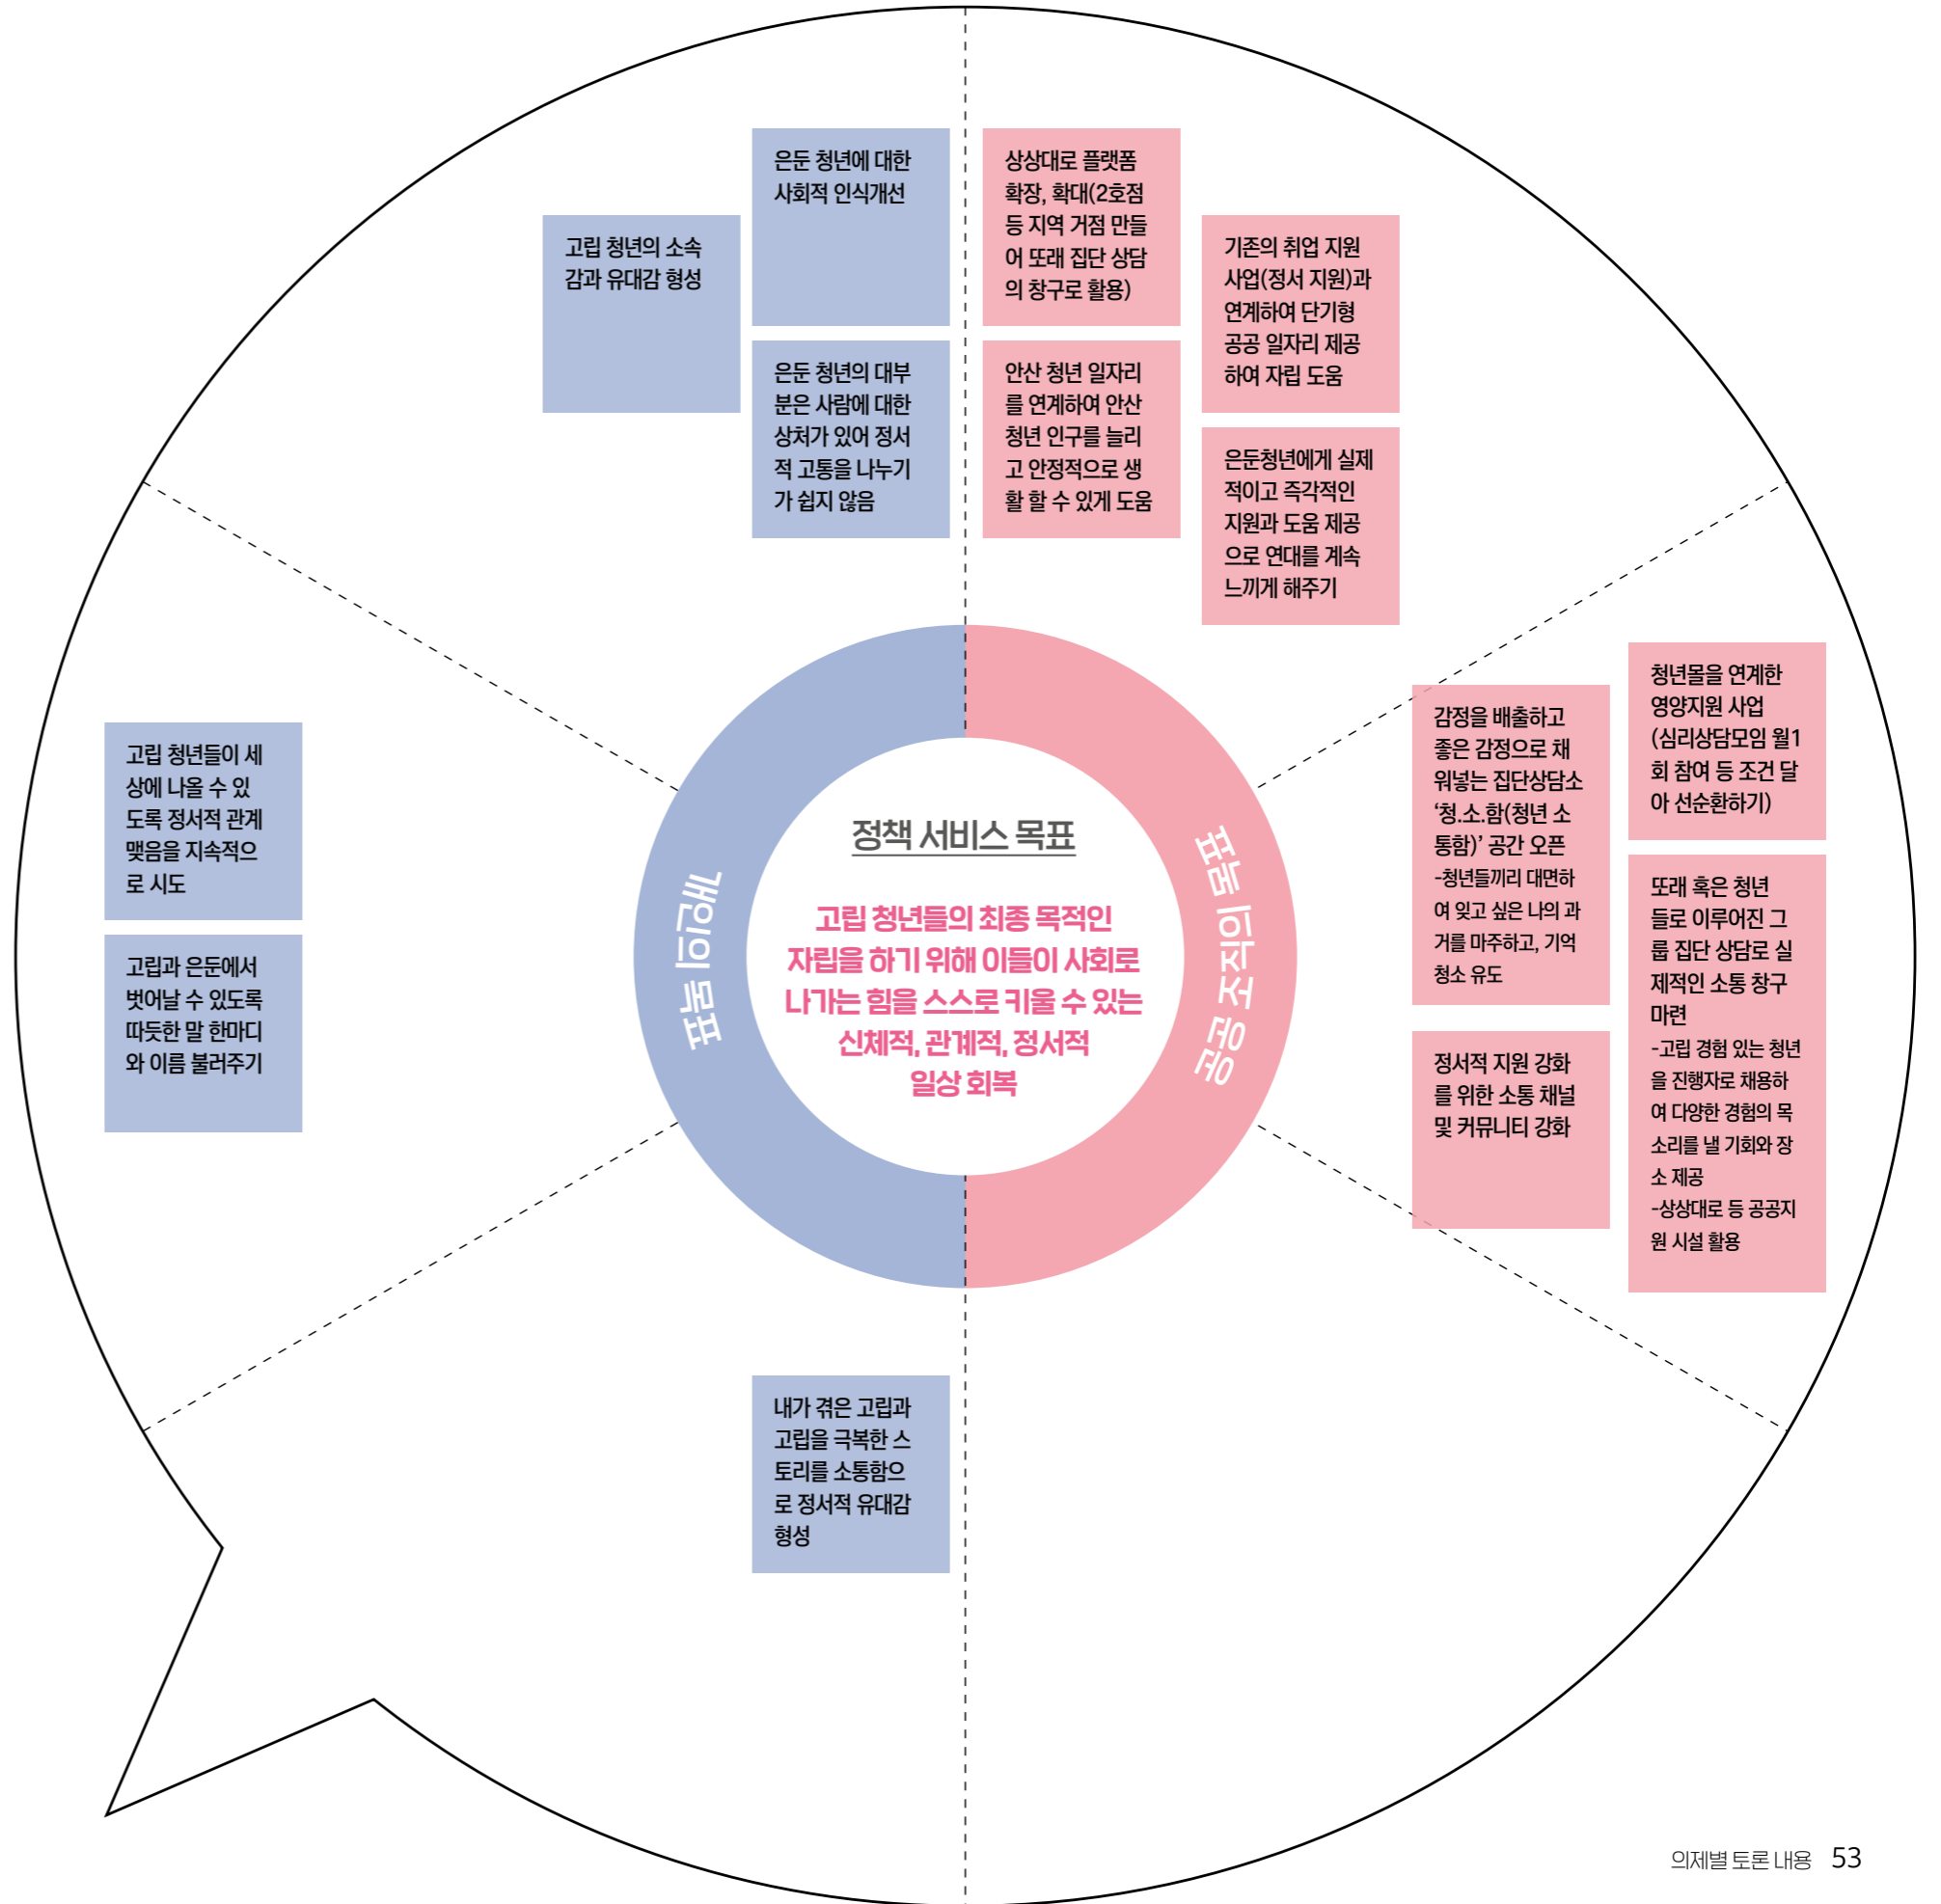 은둔 청년에 대한
사회적 인식개선
고립 청년의 소속
감과 유대감 형성
은둔 청년의 대부
분은 사람에 대한
상처가 있어 정서
적 고통을 나누기
가 쉽지 않음
상상대로 플랫폼
확장, 확대(2호점
등 지역 거점 만들
어 또래 집단 상담
의 창구로 활용)
기존의 취업 지원
사업(정서 지원)과
연계하여 단기형
공공 일자리 제공
하여 자립 도움
안산 청년 일자리
를 연계하여 안산
청년 인구를 늘리
고 안정적으로 생
활 할 수 있게 도움
은둔청년에게 실제
적이고 즉각적인
지원과 도움 제공
으로 연대를 계속
느끼게 해주기
고립 청년들이 세
상에 나올 수 있
도록 정서적 관계
맺음을 지속적으
로 시도
고립과 은둔에서
벗어날 수 있도록
따듯한 말 한마디
와 이름 불러주기
표놈 피그해
정책 서비스 목표
고립 청년들의 최종 목적인
자립을 하기 위해 이들이 사회로
나가는 힘을 스스로 키울 수 있는
신체적, 관계적, 정서적
일상 회복
공공 조직의 목표
감정을 배출하고
좋은 감정으로 채
워넣는 집단상담소
‘청.소.함(청년 소
통함)’ 공간 오픈
-청년들끼리 대면하
여 잊고 싶은 나의 과
거를 마주하고, 기억
청소 유도
정서적 지원 강화
를 위한 소통 채널
및 커뮤니티 강화
청년몰을 연계한
영양지원 사업
(심리상담모임 월1
회 참여 등 조건 달
아 선순환하기)
또래 혹은 청년
들로 이루어진 그
룹 집단 상담로 실
제적인 소통 창구
마련
-고립 경험 있는 청년
을 진행자로 채용하
여 다양한 경험의 목
소리를 낼 기회와 장
소 제공
-상상대로 등 공공지
원 시설 활용
내가 겪은 고립과
고립을 극복한 스
토리를 소통함으
로 정서적 유대감
형성
의제별 토론 내용 53